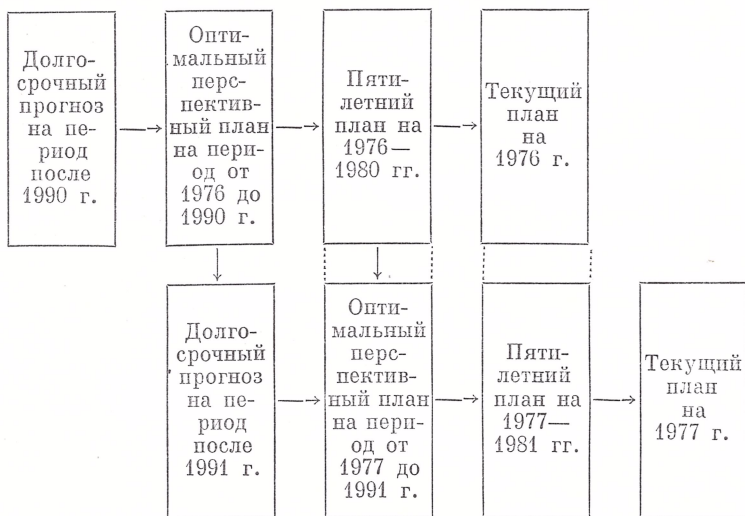 Долго-
срочный
прогноз
на пе-
риод
после
1990 г.
Опти-
мальный
перс-
пектив-
ный план
на пери-
од от
1976 до
1990 г.
Пяти-
летний
план на
1976—
1980 гг.
Текущий
план
на
1976 г.
Долго-
срочный
прогноз
на пе-
риод
после
1991 г.
Опти-
мальный
перс-
пектив-
ный план
на пери-
од от
1977 до
1991 г.
Пяти-
летний
план на
1977—
1981 гг.
Текущий
план
на
1977 г.